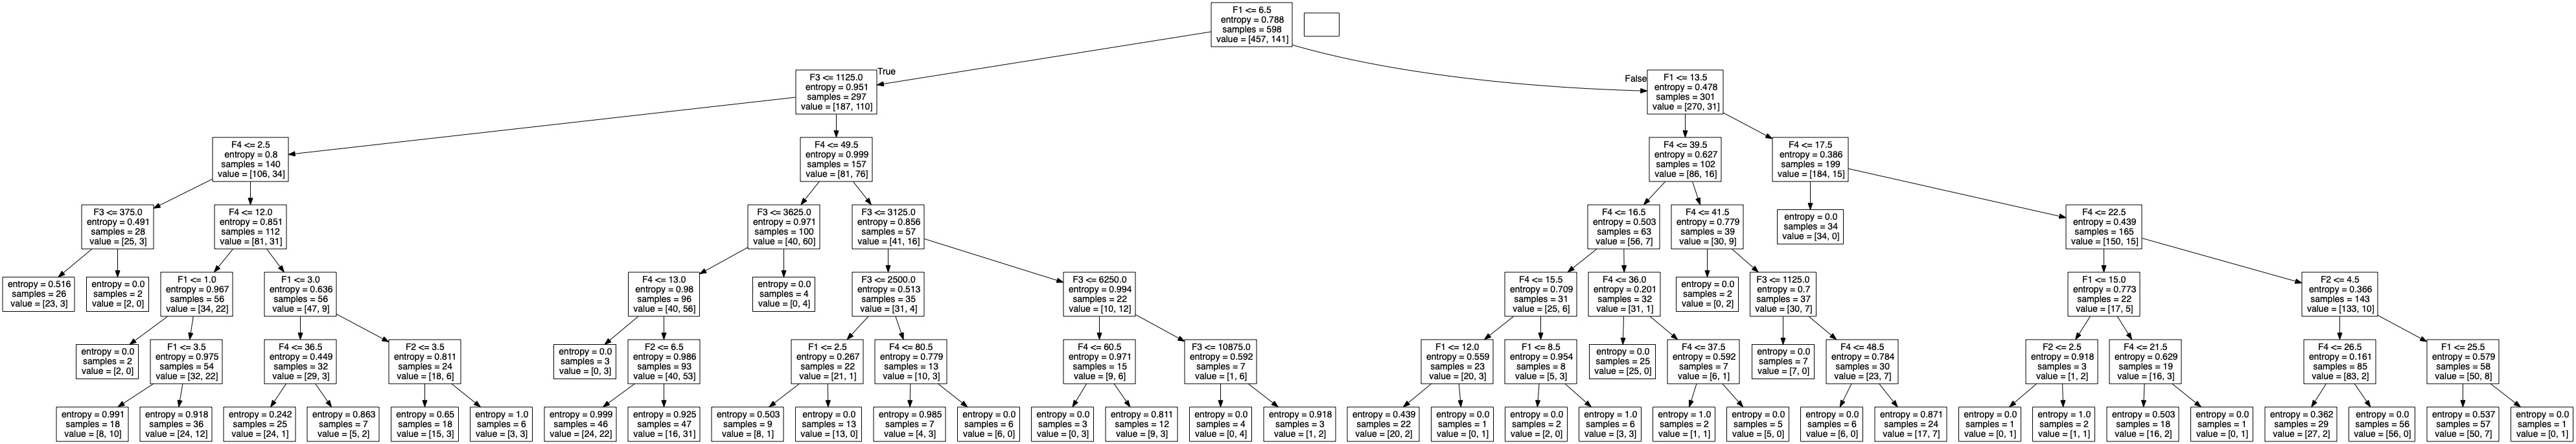 F1 <= 6.5
entropy = 0.788
samples = 598
value = [457, 141]
True
False
F3 <= 1125.0
entropy = 0.951
samples = 297
value = [187, 110]
F1 <= 13.5
entropy = 0.478
samples = 301
value = [270, 31]
F4 <= 2.5
entropy = 0.8
samples = 140
value = [106, 34]
F4 <= 49.5
entropy = 0.999
samples = 157
value = [81, 76]
F4 <= 39.5
entropy = 0.627
samples = 102
value = [86, 16]
F4 <= 17.5
entropy = 0.386
samples = 199
value = [184, 15]
F3 <= 375.0
entropy = 0.491
samples = 28
value = [25, 3]
F4 <= 12.0
entropy = 0.851
samples = 112
value = [81, 31]
F3 <= 3625.0
entropy = 0.971
samples = 100
value = [40, 60]
F3 <= 3125.0
entropy = 0.856
samples = 57
value = [41, 16]
F4 <= 16.5
entropy = 0.503
samples = 63
value = [56, 7]
F4 <= 41.5
entropy = 0.779
samples = 39
value = [30, 9]
entropy = 0.0
samples = 34
value = [34, 0]
F4 <= 22.5
entropy = 0.439
samples = 165
value = [150, 15]
entropy = 0.516
samples = 26
value = [23, 3]
entropy = 0.0
samples = 2
value = [2, 0]
F1 <= 1.0
entropy = 0.967
samples = 56
value = [34, 22]
F1 <= 3.0
entropy = 0.636
samples = 56
value = [47, 9]
F4 <= 13.0
entropy = 0.98
samples = 96
value = [40, 56]
entropy = 0.0
samples = 4
value = [0, 4]
F3 <= 2500.0
entropy = 0.513
samples = 35
value = [31, 4]
F3 <= 6250.0
entropy = 0.994
samples = 22
value = [10, 12]
F4 <= 15.5
entropy = 0.709
samples = 31
value = [25, 6]
F4 <= 36.0
entropy = 0.201
samples = 32
value = [31, 1]
entropy = 0.0
samples = 2
value = [0, 2]
F3 <= 1125.0
entropy = 0.7
samples = 37
value = [30, 7]
F1 <= 15.0
entropy = 0.773
samples = 22
value = [17, 5]
F2 <= 4.5
entropy = 0.366
samples = 143
value = [133, 10]
entropy = 0.0
samples = 2
value = [2, 0]
F1 <= 3.5
entropy = 0.975
samples = 54
value = [32, 22]
F4 <= 36.5
entropy = 0.449
samples = 32
value = [29, 3]
F2 <= 3.5
entropy = 0.811
samples = 24
value = [18, 6]
entropy = 0.0
samples = 3
value = [0, 3]
F2 <= 6.5
entropy = 0.986
samples = 93
value = [40, 53]
F1 <= 2.5
entropy = 0.267
samples = 22
value = [21, 1]
F4 <= 80.5
entropy = 0.779
samples = 13
value = [10, 3]
F4 <= 60.5
entropy = 0.971
samples = 15
value = [9, 6]
F3 <= 10875.0
entropy = 0.592
samples = 7
value = [1, 6]
F1 <= 12.0
entropy = 0.559
samples = 23
value = [20, 3]
F1 <= 8.5
entropy = 0.954
samples = 8
value = [5, 3]
entropy = 0.0
samples = 25
value = [25, 0]
F4 <= 37.5
entropy = 0.592
samples = 7
value = [6, 1]
entropy = 0.0
samples = 7
value = [7, 0]
F4 <= 48.5
entropy = 0.784
samples = 30
value = [23, 7]
F2 <= 2.5
entropy = 0.918
samples = 3
value = [1, 2]
F4 <= 21.5
entropy = 0.629
samples = 19
value = [16, 3]
F4 <= 26.5
entropy = 0.161
samples = 85
value = [83, 2]
F1 <= 25.5
entropy = 0.579
samples = 58
value = [50, 8]
entropy = 0.991
samples = 18
value = [8, 10]
entropy = 0.918
samples = 36
value = [24, 12]
entropy = 0.242
samples = 25
value = [24, 1]
entropy = 0.863
samples = 7
value = [5, 2]
entropy = 0.65
samples = 18
value = [15, 3]
entropy = 1.0
samples = 6
value = [3, 3]
entropy = 0.999
samples = 46
value = [24, 22]
entropy = 0.925
samples = 47
value = [16, 31]
entropy = 0.503
samples = 9
value = [8, 1]
entropy = 0.0
samples = 13
value = [13, 0]
entropy = 0.985
samples = 7
value = [4, 3]
entropy = 0.0
samples = 6
value = [6, 0]
entropy = 0.0
samples = 3
value = [0, 3]
entropy = 0.811
samples = 12
value = [9, 3]
entropy = 0.0
samples = 4
value = [0, 4]
entropy = 0.918
samples = 3
value = [1, 2]
entropy = 0.439
samples = 22
value = [20, 2]
entropy = 0.0
samples = 1
value = [0, 1]
entropy = 0.0
samples = 2
value = [2, 0]
entropy = 1.0
samples = 6
value = [3, 3]
entropy = 1.0
samples = 2
value = [1, 1]
entropy = 0.0
samples = 5
value = [5, 0]
entropy = 0.0
samples = 6
value = [6, 0]
entropy = 0.871
samples = 24
value = [17, 7]
entropy = 0.0
samples = 1
value = [0, 1]
entropy = 1.0
samples = 2
value = [1, 1]
entropy = 0.503
samples = 18
value = [16, 2]
entropy = 0.0
samples = 1
value = [0, 1]
entropy = 0.362
samples = 29
value = [27, 2]
entropy = 0.0
samples = 56
value = [56, 0]
entropy = 0.537
samples = 57
value = [50, 7]
entropy = 0.0
samples = 1
value = [0, 1]